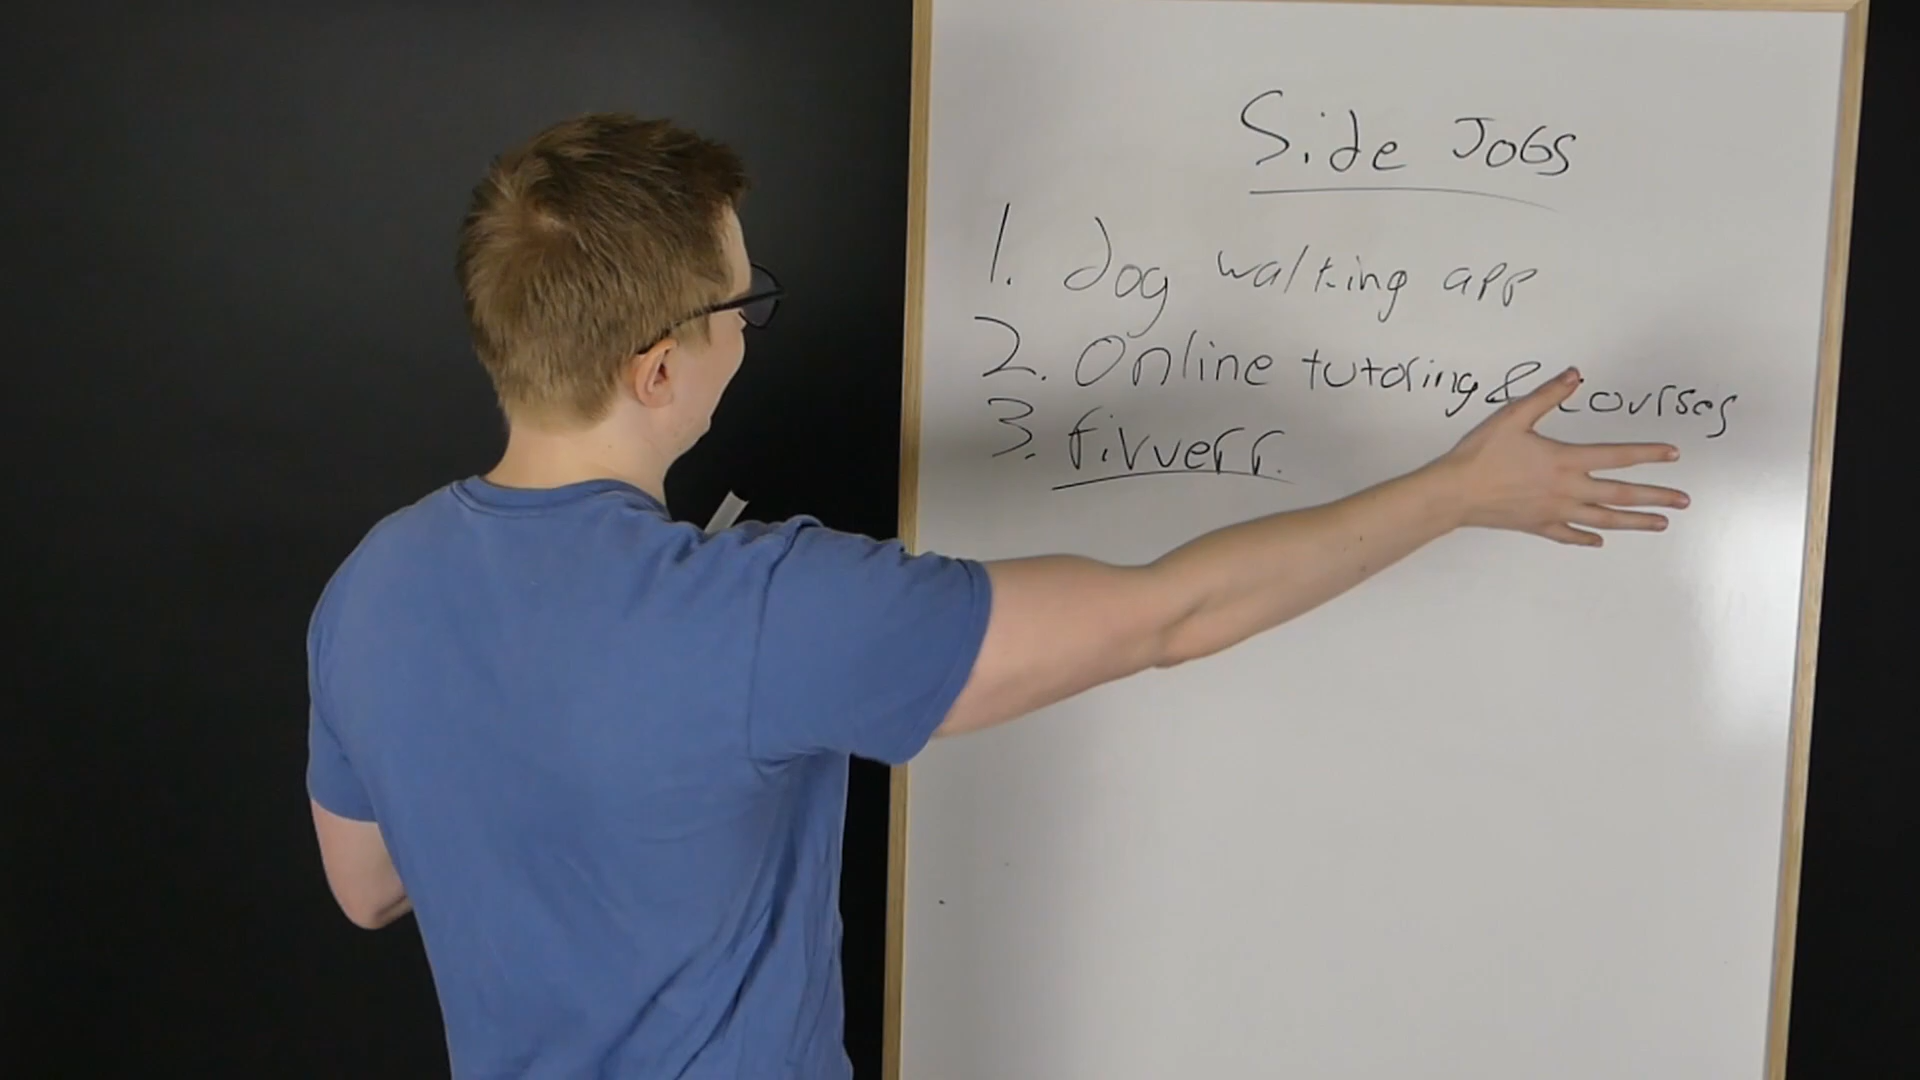 Side JOBS
1. dog walking app
2. Online tutoring & courses
3. fivverr.